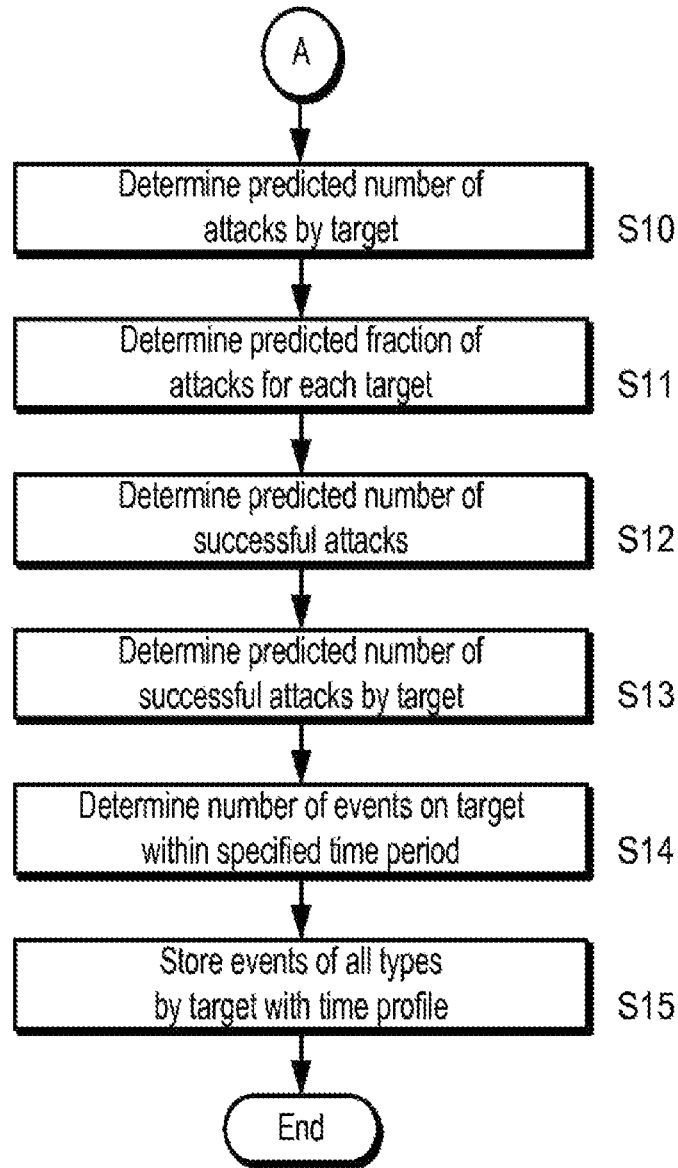 A
Determine predicted number of
attacks by target
S10
Determine predicted fraction of
attacks for each target
S11
Determine predicted number of
successful attacks
S12
Determine predicted number of
successful attacks by target
S13
Determine number of events on target
within specified time period
S14
Store events of all types
by target with time profile
S15
End